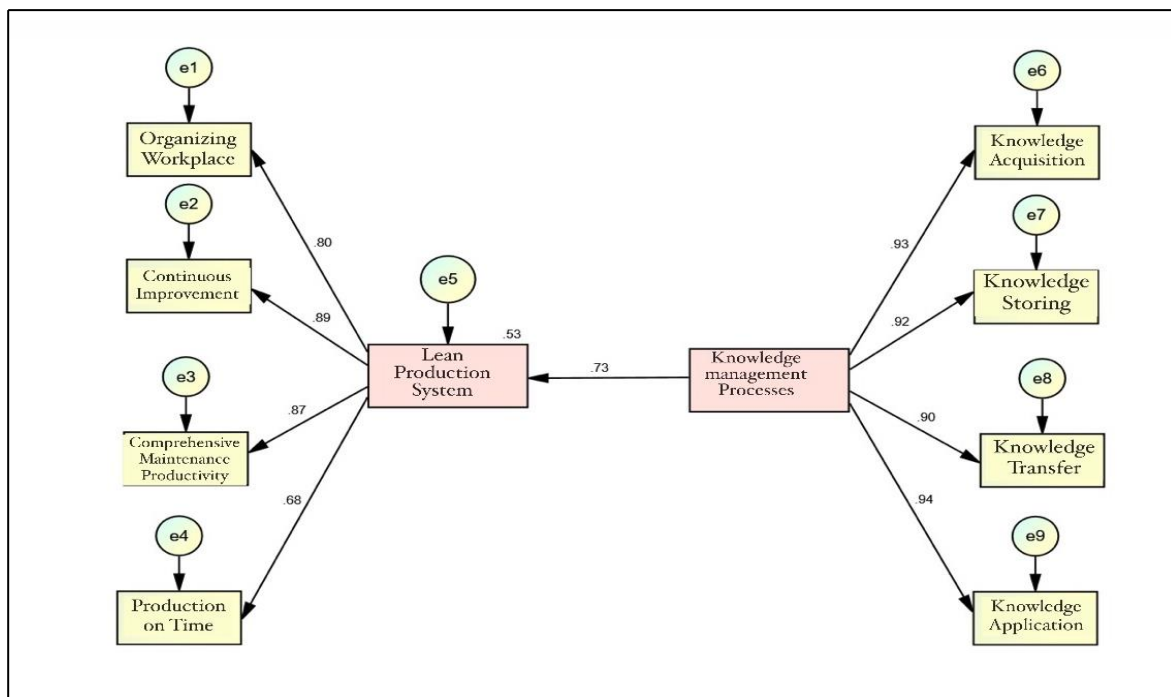 e1
Organizing
Workplace
e2
Continuous
Improvement
e3
Comprehensive
Maintenance
Productivity
e4
Production
on Time
.80
.89
.87
.68
e5
.53
Lean
Production
System
.73
Knowledge
management
Processes
.93
.92
.90
.94
e6
Knowledge
Acquisition
e7
Knowledge
Storing
e8
Knowledge
Transfer
e9
Knowledge
Application